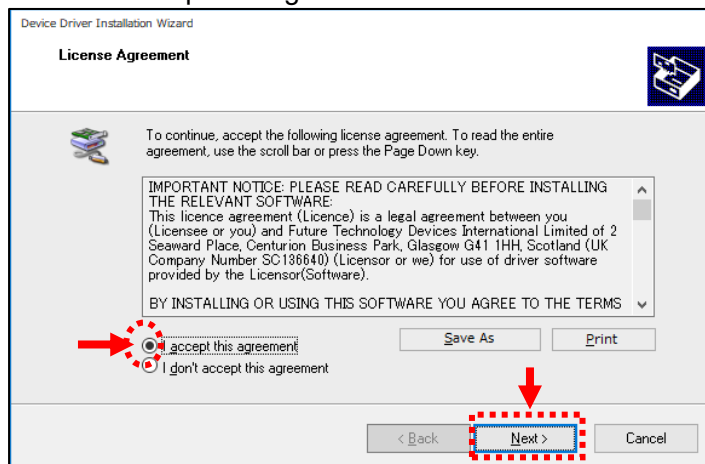 Device Driver Installation Wizard
License Agreement
To continue, accept the following license agreement. To read the entire
agreement, use the scroll bar or press the Page Down key.
IMPORTANT NOTICE: PLEASE READ CAREFULLY BEFORE INSTALLING
THE RELEVANT SOFTWARE:
This licence agreement (Licence) is a legal agreement between you
(Licensee or you) and Future Technology Devices International Limited of 2
Seaward Place, Centurion Business Park, Glasgow G41 1HH, Scotland (UK
Company Number SC136640) (Licensor or we) for use of driver software
provided by the Licensor(Software).
BY INSTALLING OR USING THIS SOFTWARE YOU AGREE TO THE TERMS
I accept this agreement
Save As
Print
I don't accept this agreement
< Back
Next >
Cancel